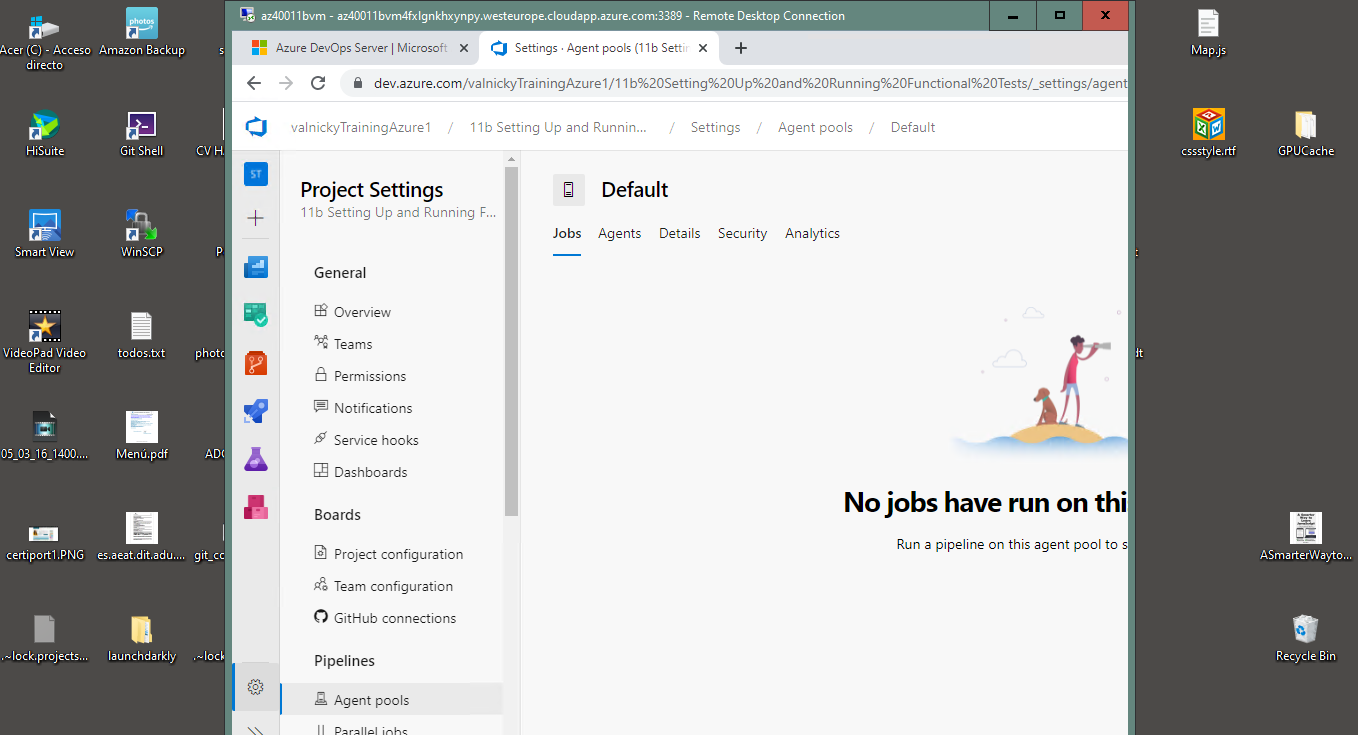 az40011bvm - az40011bvm4fxlgnkhxynpy.westeurope.cloudapp.azure.com:3389 - Remote Desktop Connection
Azure DevOps Server | Microsoft
Settings · Agent pools (11b Settin
dev.azure.com/valnickyTrainingAzure1/11b%20Setting%20Up%20and%20Running%20Functional%20Tests/_settings/agent
valnickyTrainingAzure1 / 11b Setting Up and Runnin... / Settings / Agent pools / Default
ST
Project Settings
11b Setting Up and Running F...
General
Overview
Teams
Permissions
Notifications
Service hooks
Dashboards
Boards
Project configuration
Team configuration
GitHub connections
Pipelines
Agent pools
Parallel jobs
Default
Jobs Agents Details Security Analytics
No jobs have run on thi
Run a pipeline on this agent pool to s
Acer (C) - Acceso
directo
photos
Amazon Backup
s
HiSuite
Git Shell
CV H
Smart View
WinSCP
P
VideoPad Video
Editor
todos.txt
photo
05_03_16_1400....
Menú.pdf
ADC
certiport1.PNG
es.aeat.dit.adu....
git_cc
.~lock.projects...
launchdarkly
.~lock
Map.js
cssstyle.rtf
GPUCache
t
dt
ASmarterWayto...
Recycle Bin